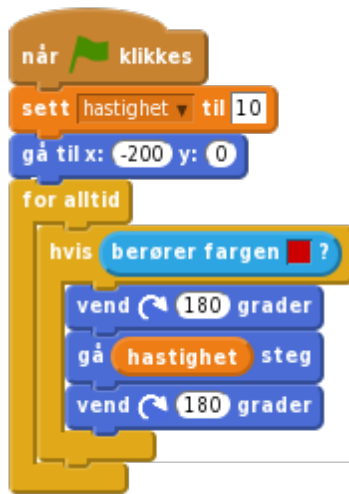 når klikkes
sett hastighet til 10
gå til x: -200 y: 0
for alltid
hvis berører fargen ?
vend 180 grader
gå hastighet steg
vend 180 grader